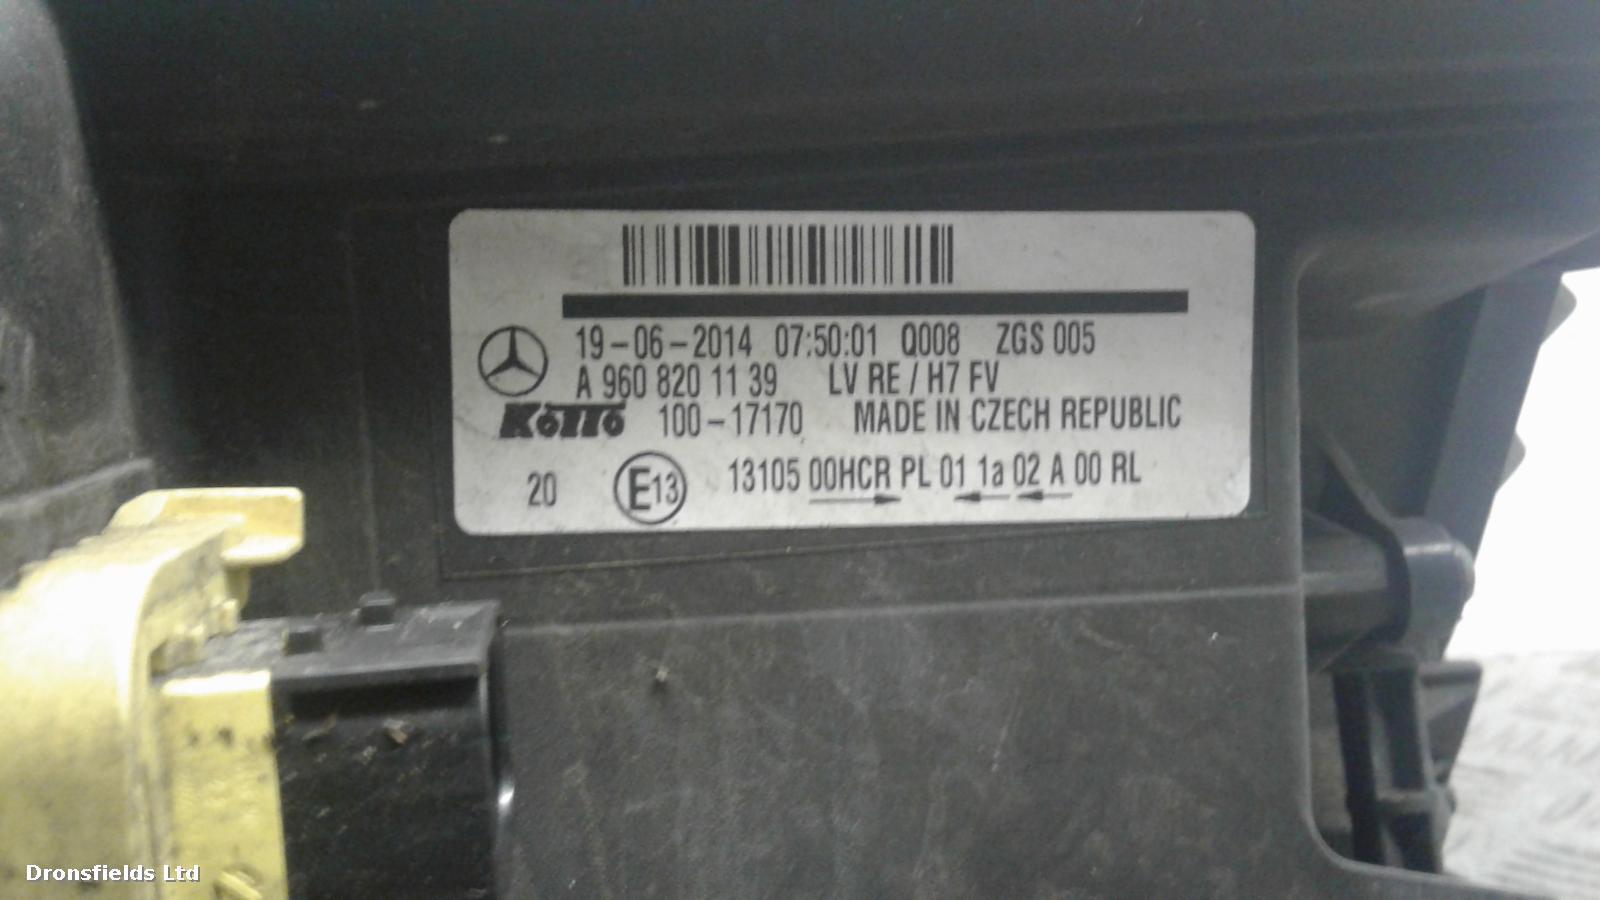 19-06-2014 07:50:01 Q008 ZGS 005
A 960 820 11 39 LV RE / H7 FV
KOITO 100-17170 MADE IN CZECH REPUBLIC
20 E13 13105 00HCR PL 01 1a 02 A 00 RL
Dronsfields Ltd